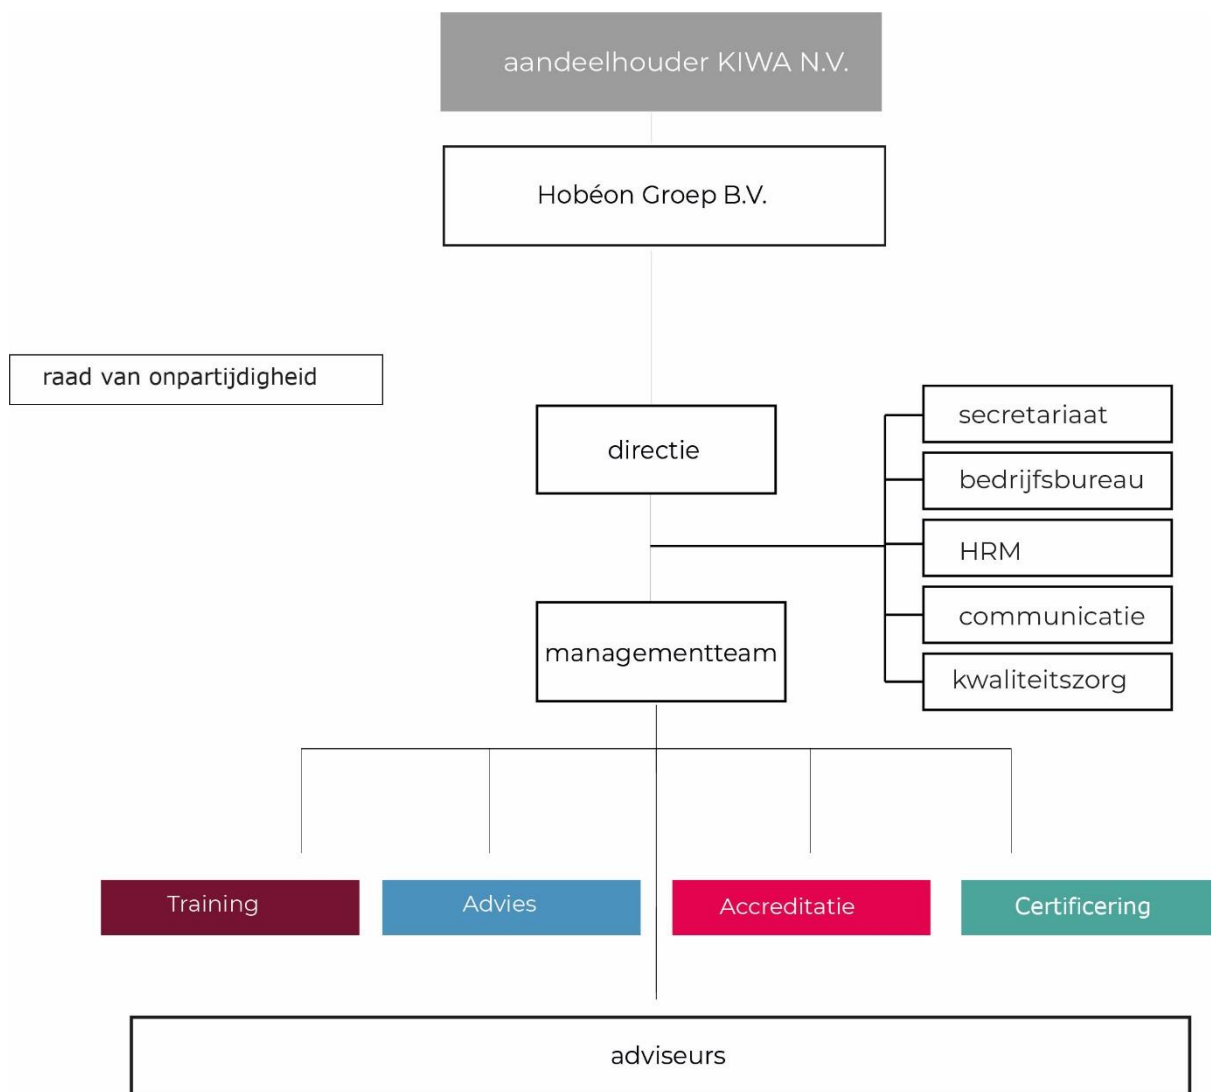 aandeelhouder KIWA N.V.
Hobéon Groep B.V.
raad van onpartijdigheid
directie
secretariaat
bedrijfsbureau
HRM
communicatie
kwaliteitszorg
managementteam
Training
Advies
Accreditatie
Certificering
adviseurs